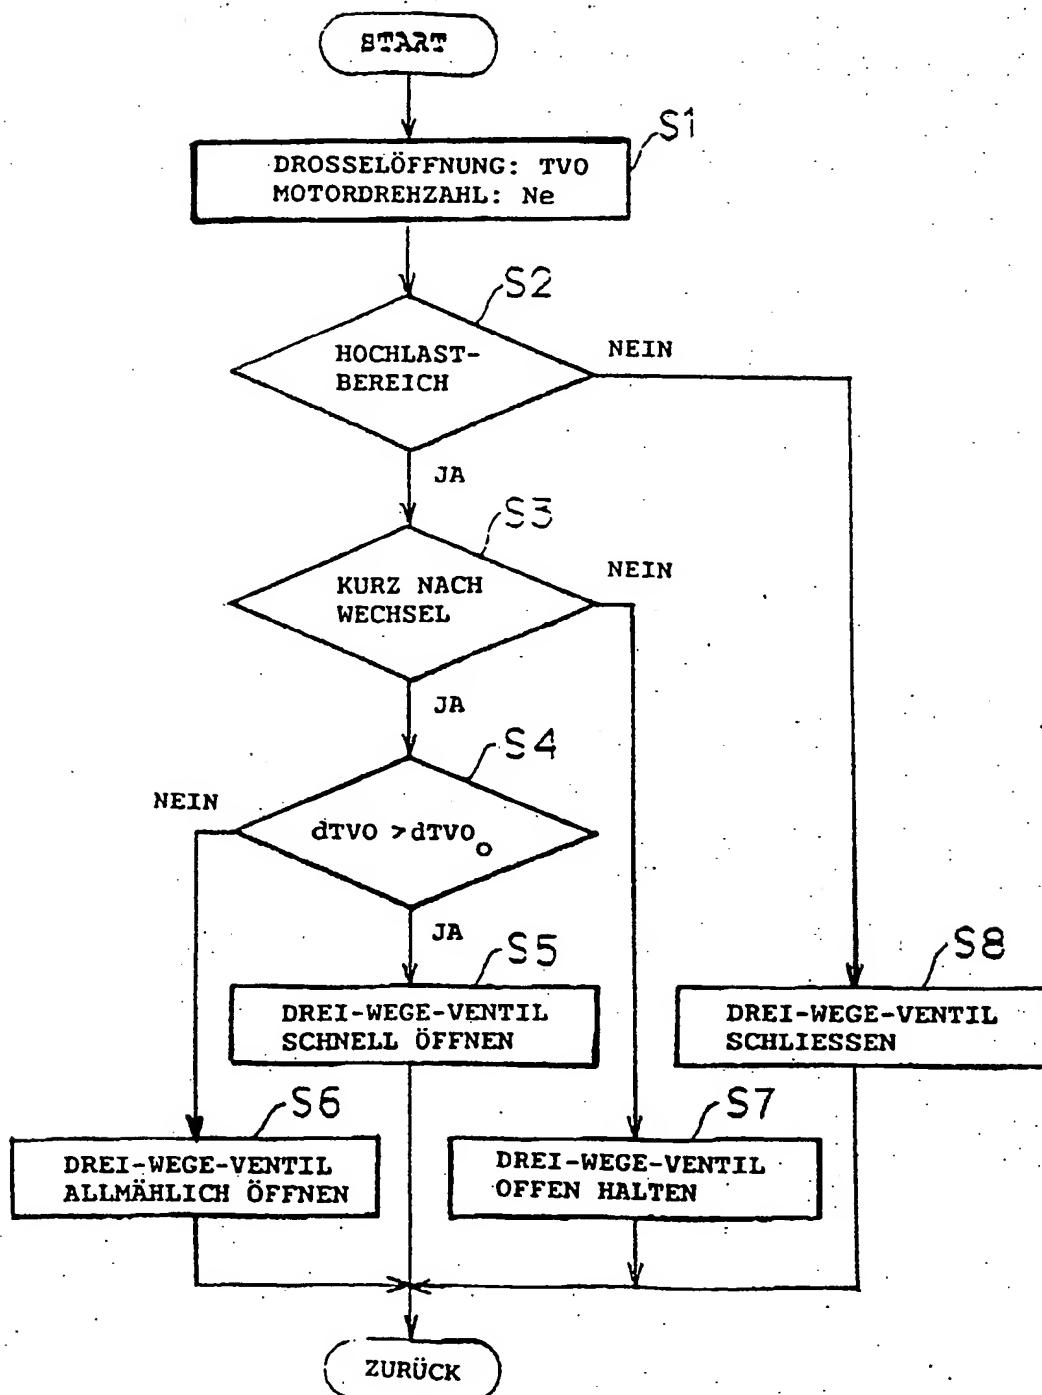 START
S1
DROSSELÖFFNUNG: TVO
MOTORDREHZAHL: Ne
S2
HOCHLAST-
BEREICH
NEIN
JA
S3
KURZ NACH
WECHSEL
NEIN
JA
S4
NEIN
dTVO > dTVO₀
JA
S5
DREI-WEGE-VENTIL
SCHNELL ÖFFNEN
S8
DREI-WEGE-VENTIL
SCHLIESSEN
S6
DREI-WEGE-VENTIL
ALLMÄHLICH ÖFFNEN
S7
DREI-WEGE-VENTIL
OFFEN HALTEN
ZURÜCK